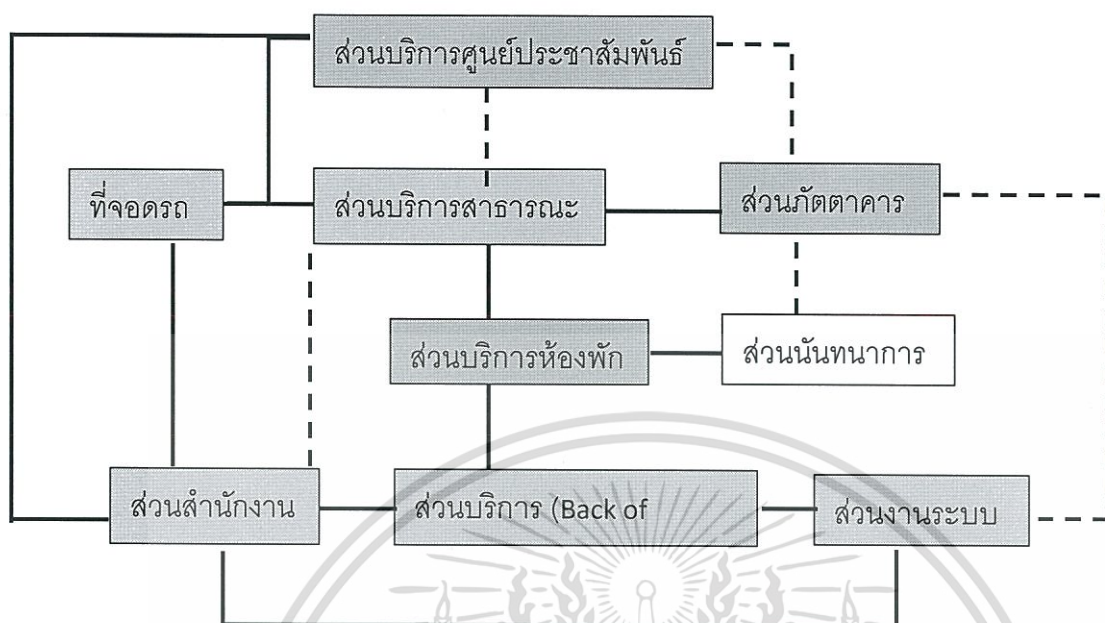 ส่วนบริการศูนย์ประชาสัมพันธ์
ที่จอดรถ
ส่วนบริการสาธารณะ
ส่วนภัตตาคาร
ส่วนบริการห้องพัก
ส่วนนันทนาการ
ส่วนสำนักงาน
ส่วนบริการ (Back of
ส่วนงานระบบ